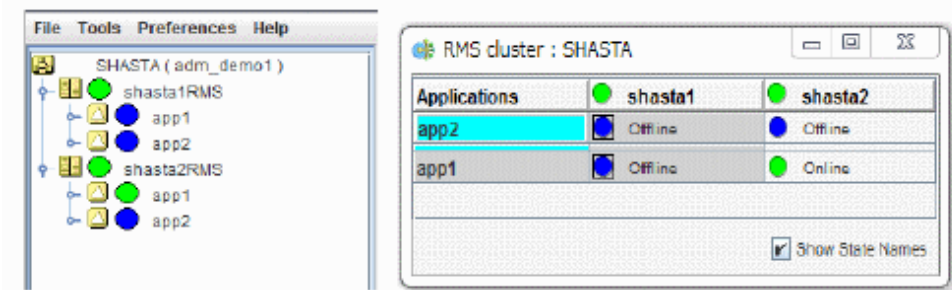 File Tools Preferences Help
SHASTA ( adm_demo1 )
shasta1RMS
app1
app2
shasta2RMS
app1
app2
RMS cluster : SHASTA
Applications shasta1 shasta2
app2 Offline Offline
app1 Offline Online
Show State Names